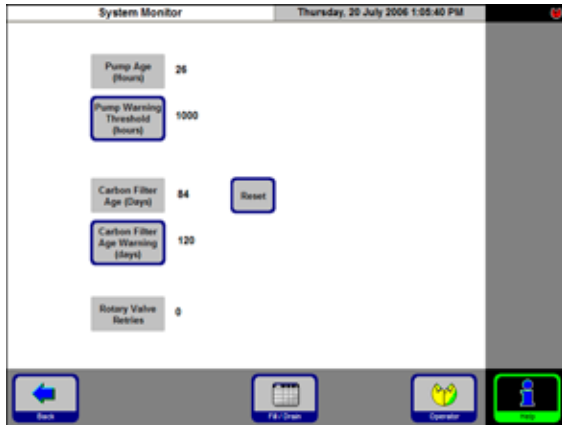 System Monitor
Thursday, 20 July 2006 1:05:40 PM
Pump Age
(Hours)
26
Pump Warning
Threshold
(hours)
1000
Carbon Filter
Age (Days)
84
Reset
Carbon Filter
Age Warning
(days)
120
Rotary Valve
Retries
0
Back
Fill / Drain
Operator
Help